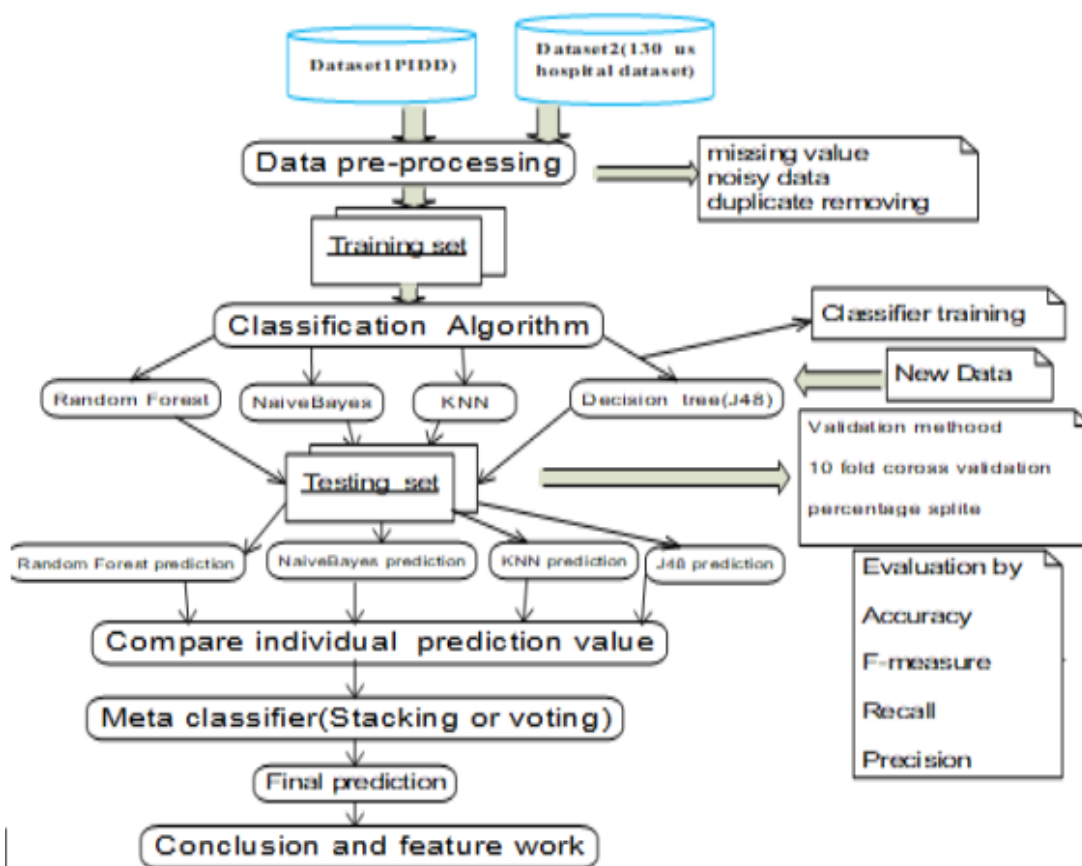 Dataset1PIDD)
Dataset2(130 us
hospital dataset)
Data pre-processing
missing value
noisy data
duplicate removing
Training set
Classification Algorithm
Classifier training
Random Forest
NaiveBayes
KNN
Decision tree(J48)
New Data
Validation methood
10 fold coross validation
percentage splite
Testing set
Random Forest prediction
NaiveBayes prediction
KNN prediction
J48 prediction
Evaluation by
Accuracy
F-measure
Recall
Precision
Compare individual prediction value
Meta classifier(Stacking or voting)
Final prediction
Conclusion and feature work